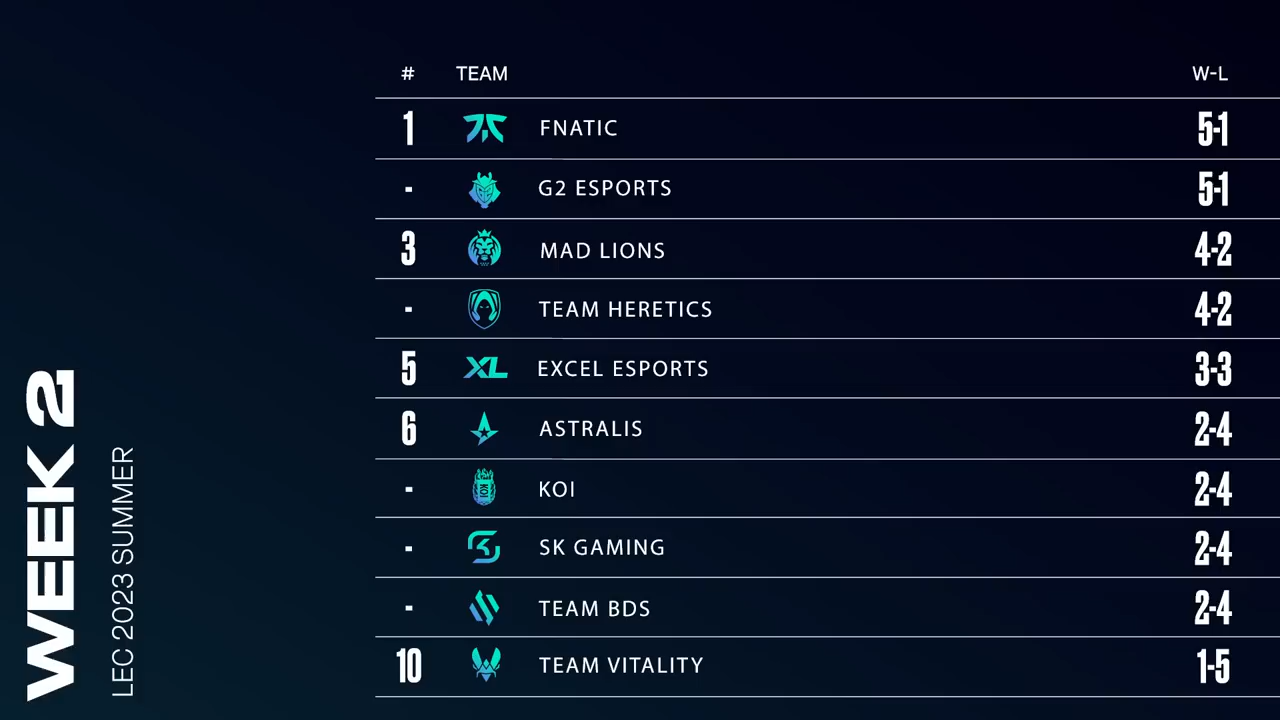 # TEAM W-L
1 FNATIC 5-1
- G2 ESPORTS 5-1
3 MAD LIONS 4-2
- TEAM HERETICS 4-2
5 XL EXCEL ESPORTS 3-3
6 ASTRALIS 2-4
- KOI KOI 2-4
- SK GAMING 2-4
- TEAM BDS 2-4
10 TEAM VITALITY 1-5
WEEK 2
LEC 2023 SUMMER